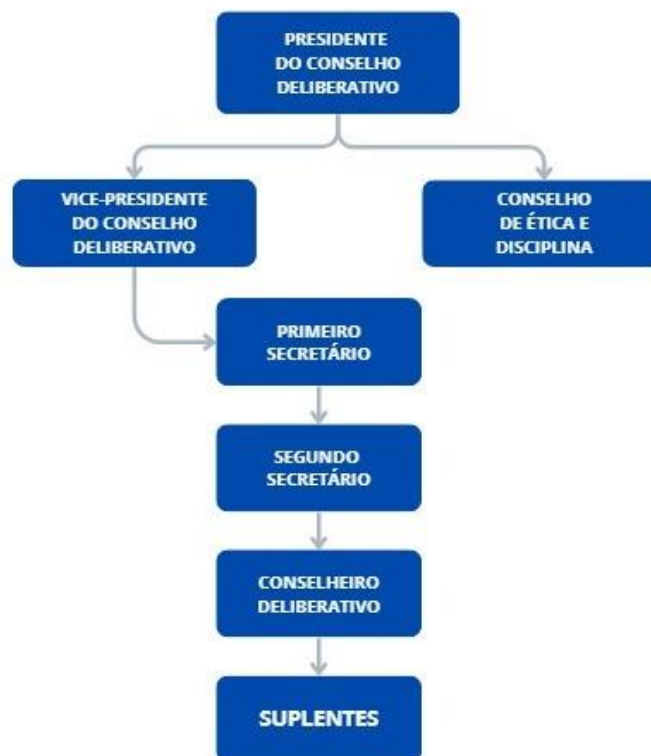 PRESIDENTE
DO CONSELHO
DELIBERATIVO
VICE-PRESIDENTE
DO CONSELHO
DELIBERATIVO
CONSELHO
DE ÉTICA E
DISCIPLINA
PRIMEIRO
SECRETÁRIO
SEGUNDO
SECRETÁRIO
CONSELHEIRO
DELIBERATIVO
SUPLENTES